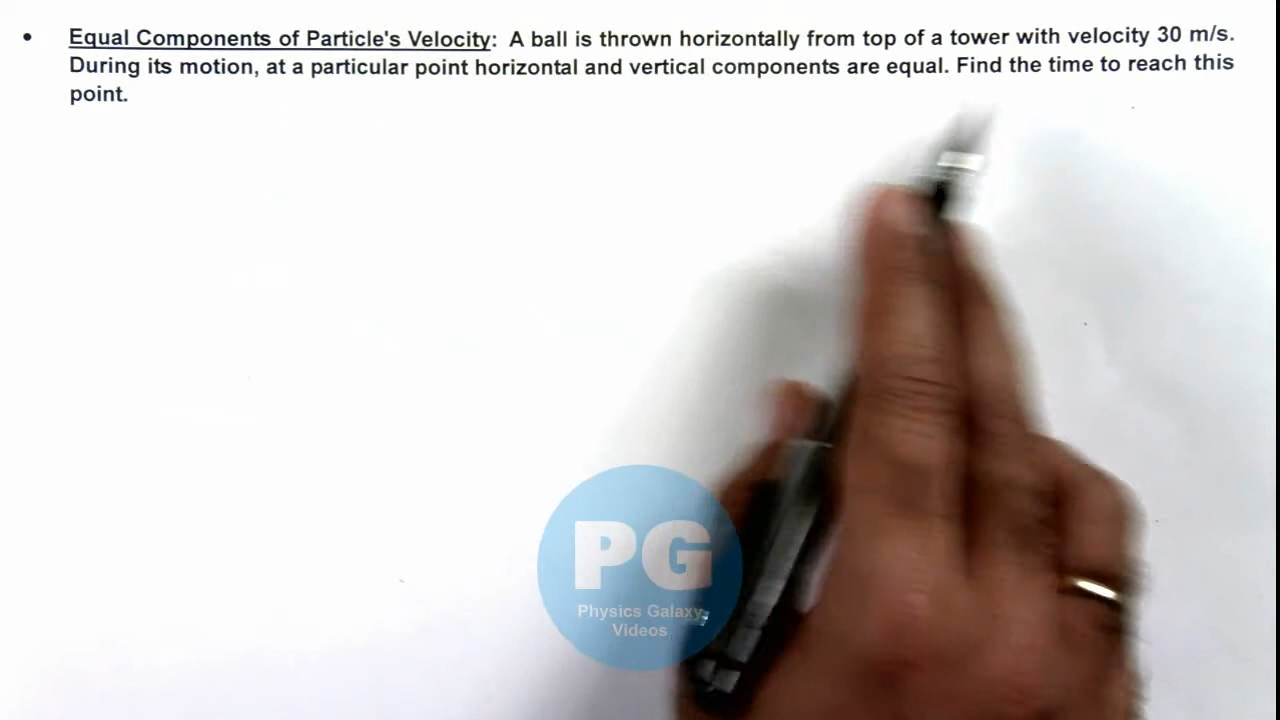 • Equal Components of Particle's Velocity: A ball is thrown horizontally from top of a tower with velocity 30 m/s.
During its motion, at a particular point horizontal and vertical components are equal. Find the time to reach this
point.
PG
Physics Galaxy
Videos